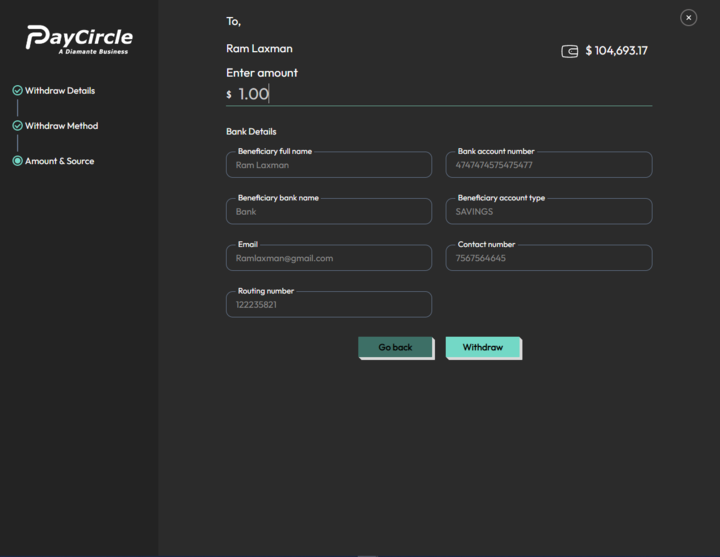 PayCircle
A Diamante Business
Withdraw Details
Withdraw Method
Amount & Source
To,
Ram Laxman
$ 104,693.17
Enter amount
$ 1.00
Bank Details
Beneficiary full name
Ram Laxman
Bank account number
4747474575475477
Beneficiary bank name
Bank
Beneficiary account type
SAVINGS
Email
Ramlaxman@gmail.com
Contact number
7567564645
Routing number
122235821
Go back
Withdraw